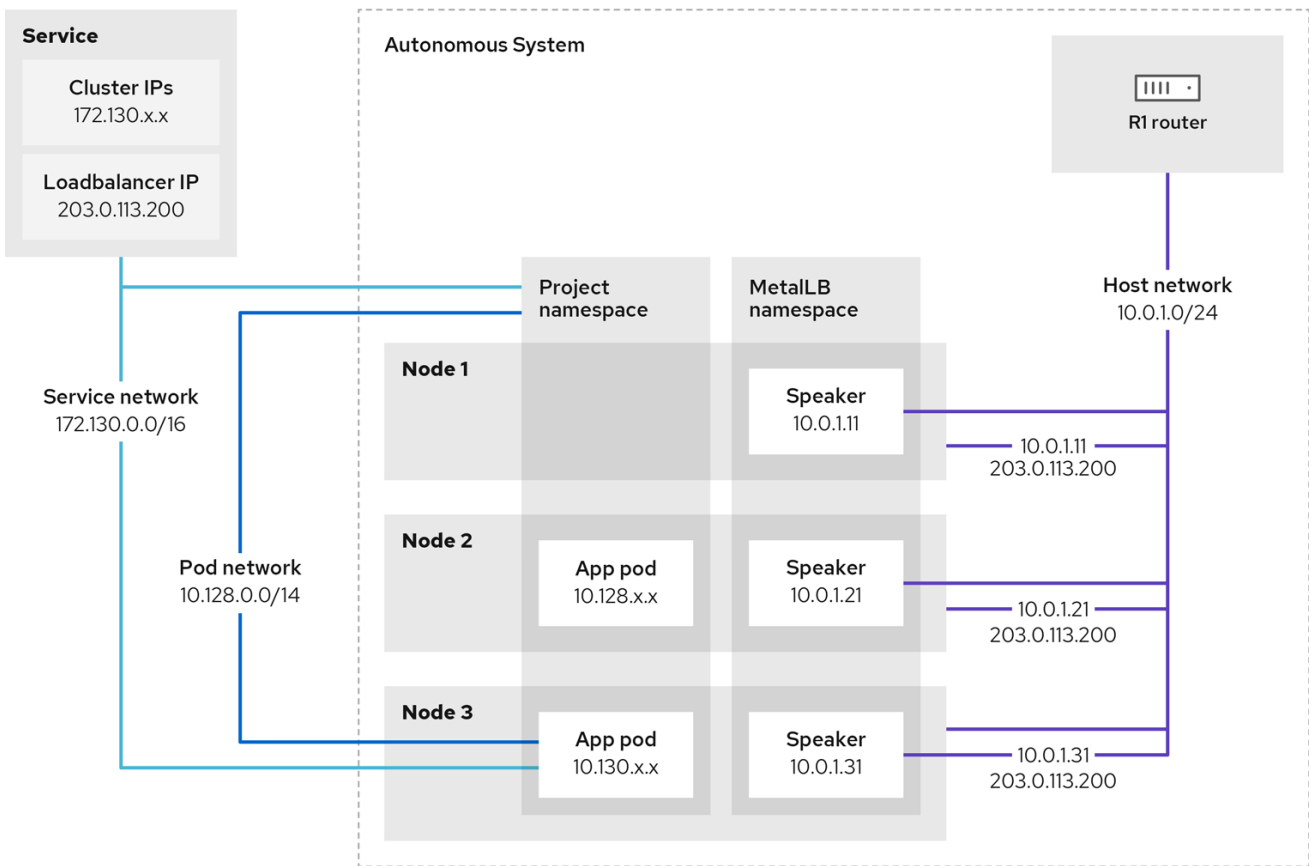 Service
Cluster IPs
172.130.x.x
Loadbalancer IP
203.0.113.200
Autonomous System
R1 router
Project
namespace
MetalLB
namespace
Host network
10.0.1.0/24
Service network
172.130.0.0/16
Pod network
10.128.0.0/14
Node 1
Speaker
10.0.1.11
10.0.1.11
203.0.113.200
Node 2
App pod
10.128.x.x
Speaker
10.0.1.21
10.0.1.21
203.0.113.200
Node 3
App pod
10.130.x.x
Speaker
10.0.1.31
10.0.1.31
203.0.113.200